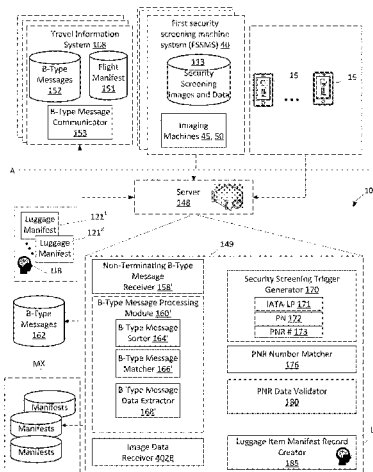 Travel Information
System 108
B-Type
Messages
152
Flight
Manifest
151
B-Type Message
Communicator
153
First security
screening machine
system (FSSMS) 40
133
Security
Screening
Images and Data
Imaging
Machines 45, 50
15
...
15
A
Server
148
10
Luggage
Manifest
121¹
Luggage
Manifest
121²
149
B-Type
Messages
162
MX
Manifests
Manifests
Manifests
Non-Terminating B-Type
Message
Receiver 158'
B-Type Message Processing
Module 160'
B-Type Message
Sorter 164'
B-Type Message
Matcher 166'
B-Type Message
Data Extractor
168'
Image Data
Receiver 402E
Security Screening Trigger
Generator 170
IATA-LP 171
PN 172
PNR # 173
PNR Number Matcher
176
PNR Data Validator
180
Luggage Item Manifest Record
Creator
185